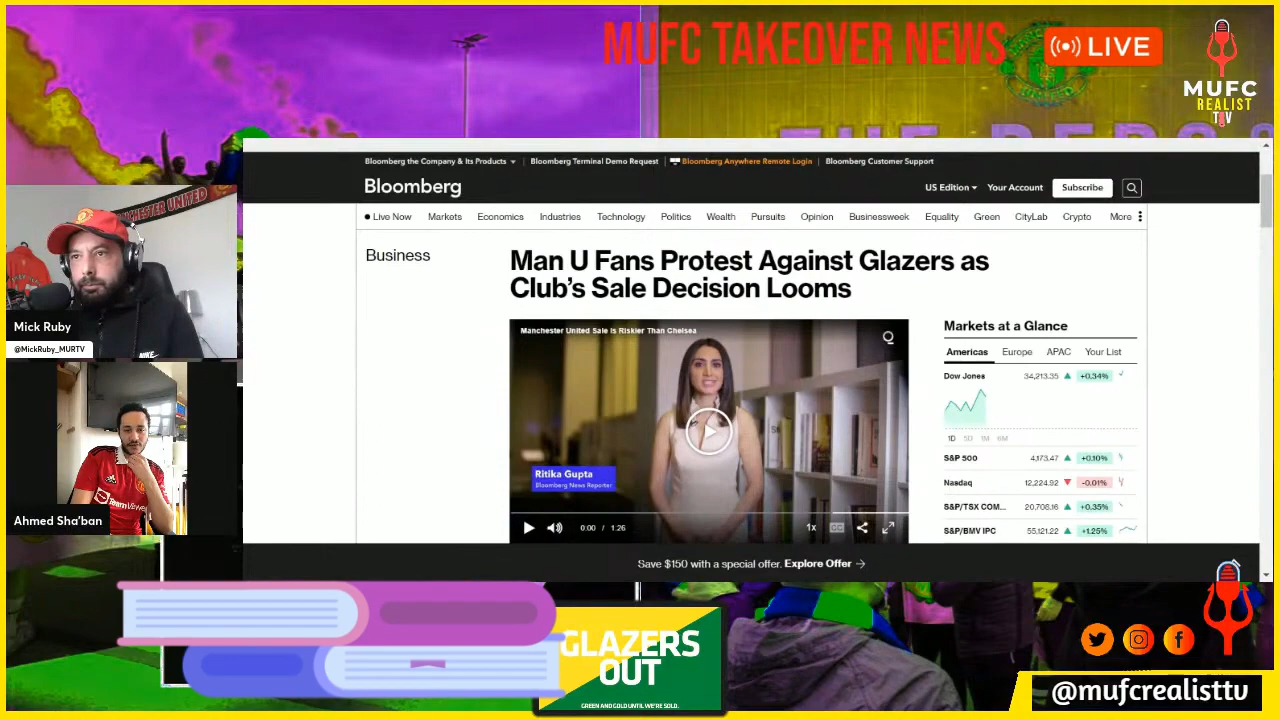 MUFC TAKEOVER NEWS
LIVE
MUFC
REALIST
TV
MANCHESTER UNITED
Bloomberg the Company & Its Products
Bloomberg Terminal Demo Request
Bloomberg Anywhere Remote Login
Bloomberg Customer Support
Bloomberg
US Edition
Your Account
Subscribe
Live Now
Markets
Economics
Industries
Technology
Politics
Wealth
Pursuits
Opinion
Businessweek
Equality
Green
CityLab
Crypto
More
Business
Man U Fans Protest Against Glazers as
Club's Sale Decision Looms
Manchester United Sale Is Riskier Than Chelsea
Ritika Gupta
Bloomberg News Reporter
0:00 / 1:26
1x
CC
Markets at a Glance
Americas
Europe
APAC
Your List
Dow Jones 34,213.35 +0.34%
1D 5D 1M 6M
S&P 500 4,173.47 +0.10%
Nasdaq 12,224.92 -0.01%
S&P/TSX COM... 20,708.16 +0.35%
S&P/BMV IPC 55,121.22 +1.25%
Save $150 with a special offer. Explore Offer →
Mick Ruby
@MickRuby_MURTV
Ahmed Sha'ban
TeamViewer
GLAZERS
OUT
GREEN AND GOLD UNTIL WE'RE SOLD.
@mufcrealisttv